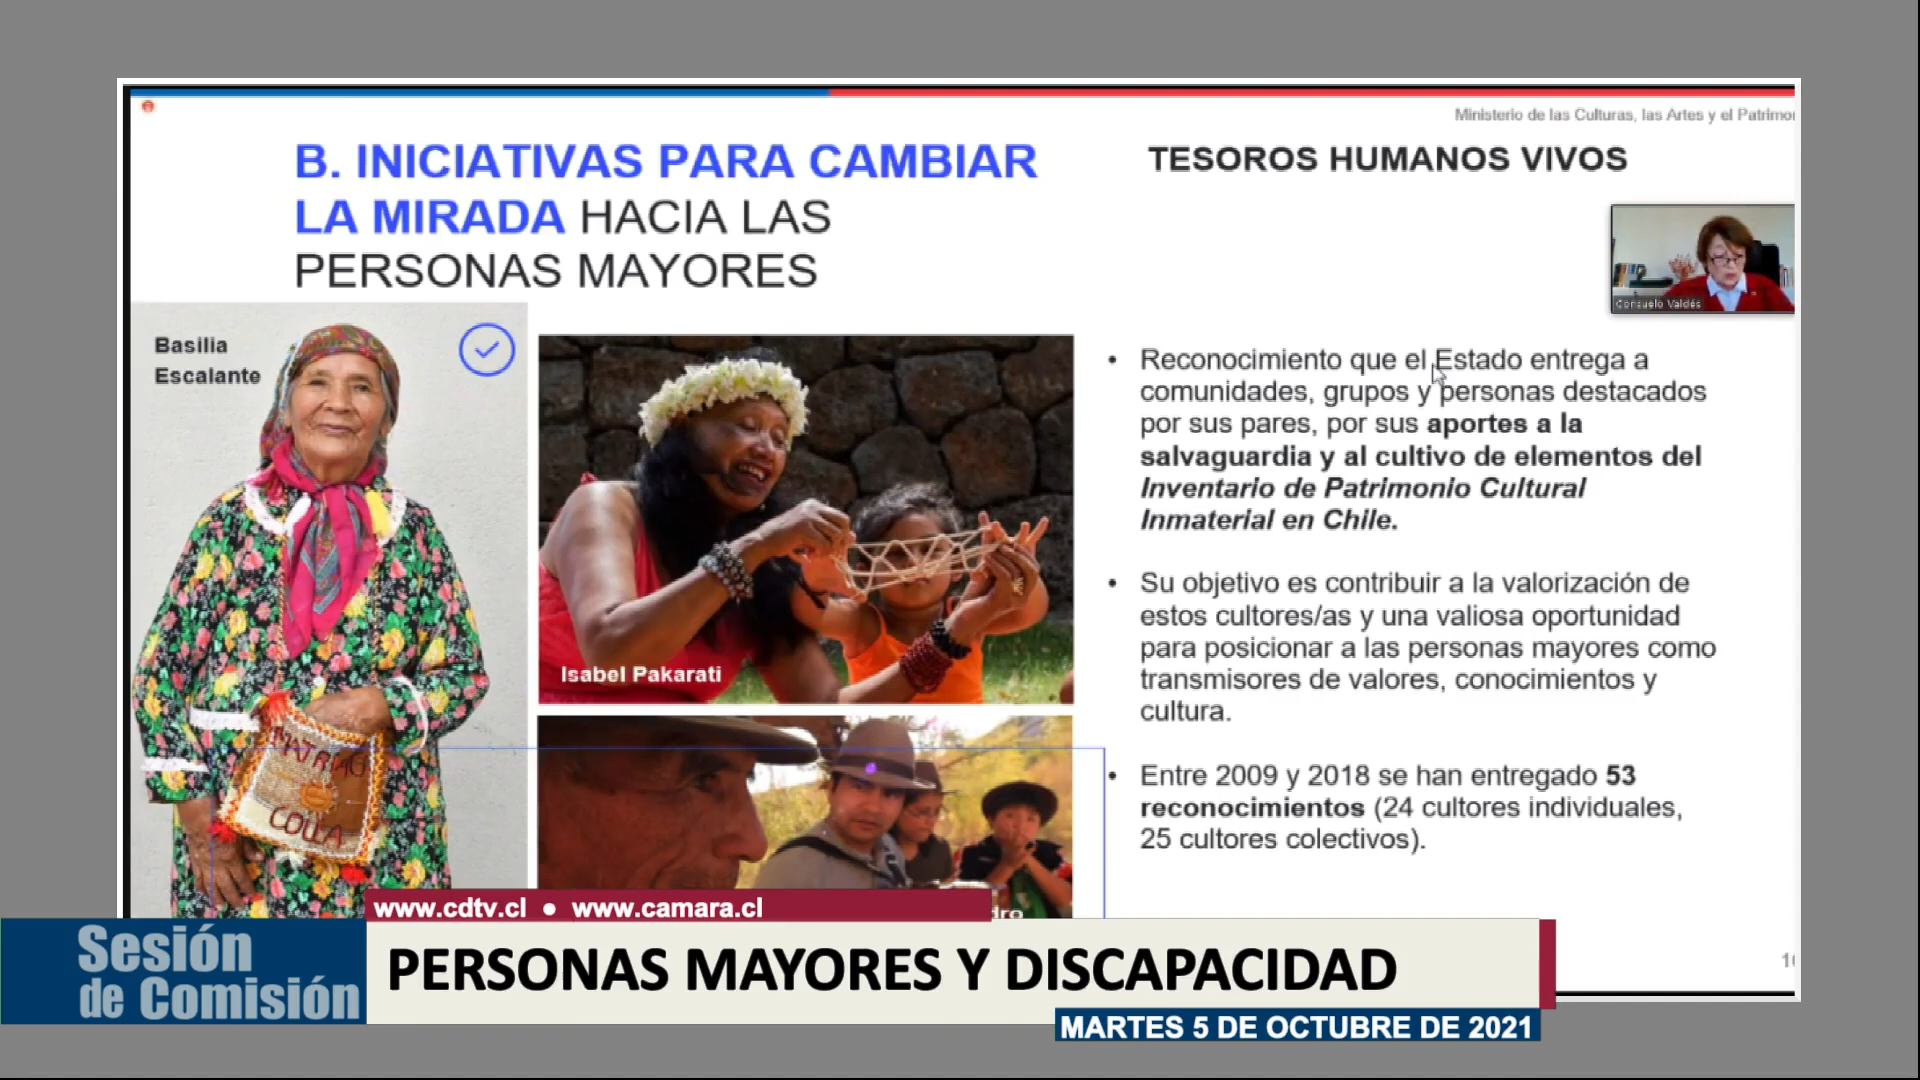 Ministerio de las Culturas, las Artes y el
B. INICIATIVAS PARA CAMBIAR
LA MIRADA HACIA LAS
PERSONAS MAYORES
TESOROS HUMANOS VIVOS
Consuelo Valdés
Basilia
Escalante
Isabel Pakarati
MATRIAS
COLLA
• Reconocimiento que el Estado entrega a
comunidades, grupos y personas destacados
por sus pares, por sus aportes a la
salvaguardia y al cultivo de elementos del
Inventario de Patrimonio Cultural
Inmaterial en Chile.
• Su objetivo es contribuir a la valorización de
estos cultores/as y una valiosa oportunidad
para posicionar a las personas mayores como
transmisores de valores, conocimientos y
cultura.
• Entre 2009 y 2018 se han entregado 53
reconocimientos (24 cultores individuales,
25 cultores colectivos).
www.cdtv.cl ● www.camara.cl
Sesión
de Comisión
PERSONAS MAYORES Y DISCAPACIDAD
MARTES 5 DE OCTUBRE DE 2021